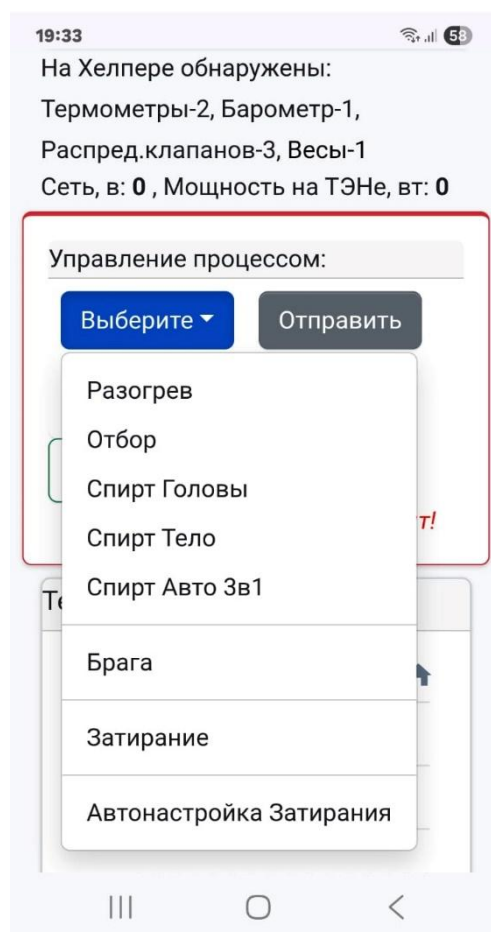 19:33
58
На Хелпере обнаружены:
Термометры-2, Барометр-1,
Распред.клапанов-3, Весы-1
Сеть, в: 0 , Мощность на ТЭНе, вт: 0
Управление процессом:
Выберите
Отправить
Разогрев
Отбор
Спирт Головы
Спирт Тело
т!
Спирт Авто 3в1
Те
Брага
Затирание
Автонастройка Затирания